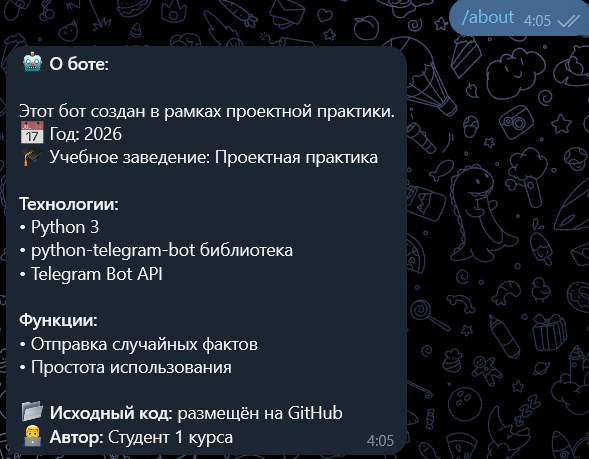 /about 4:05
🤖 О боте:
Этот бот создан в рамках проектной практики.
📅 Год: 2026
🎓 Учебное заведение: Проектная практика
Технологии:
• Python 3
• python-telegram-bot библиотека
• Telegram Bot API
Функции:
• Отправка случайных фактов
• Простота использования
📂 Исходный код: размещён на GitHub
👨‍💻 Автор: Студент 1 курса 4:05